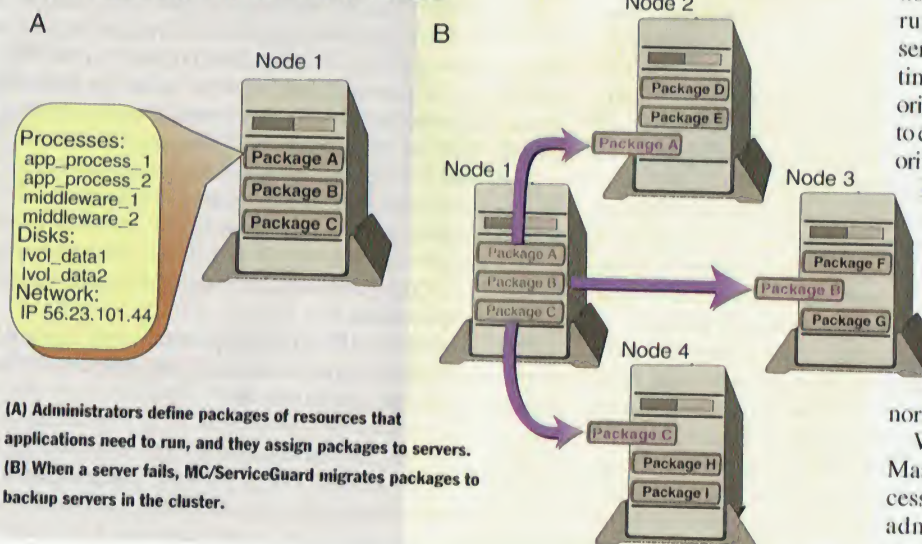 A
Node 1
Processes:
app_process_1
app_process_2
middleware_1
middleware_2
Disks:
lvol_data1
lvol_data2
Network:
IP 56.23.101.44
Package A
Package B
Package C
(A) Administrators define packages of resources that
applications need to run, and they assign packages to servers.
(B) When a server fails, MC/ServiceGuard migrates packages to
backup servers in the cluster.
B
Node 2
Package D
Package E
Package A
Node 1
Package A
Package B
Package C
Node 3
Package F
Package B
Package G
Node 4
Package C
Package H
Package I